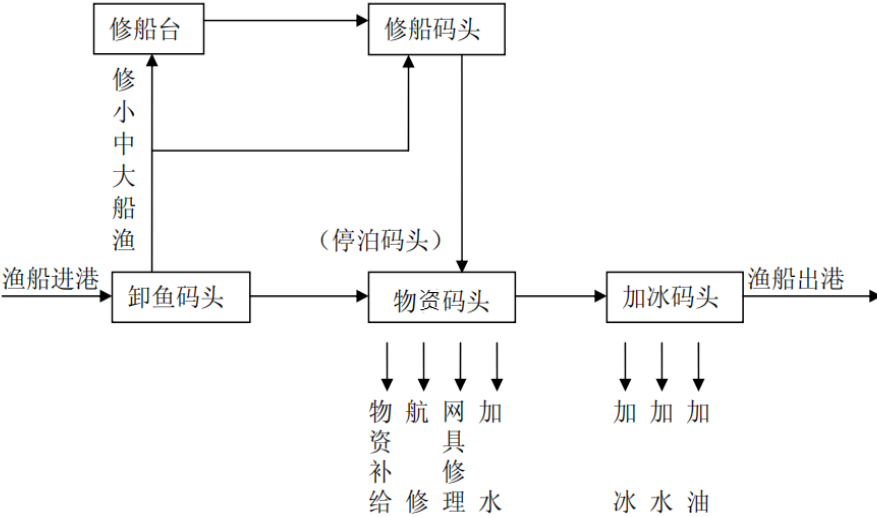 修船台
修船码头
修小中大船渔
（停泊码头）
渔船进港
卸鱼码头
物资码头
加冰码头
渔船出港
物资补给
航修
网具修理
加水
加冰
加水
加油